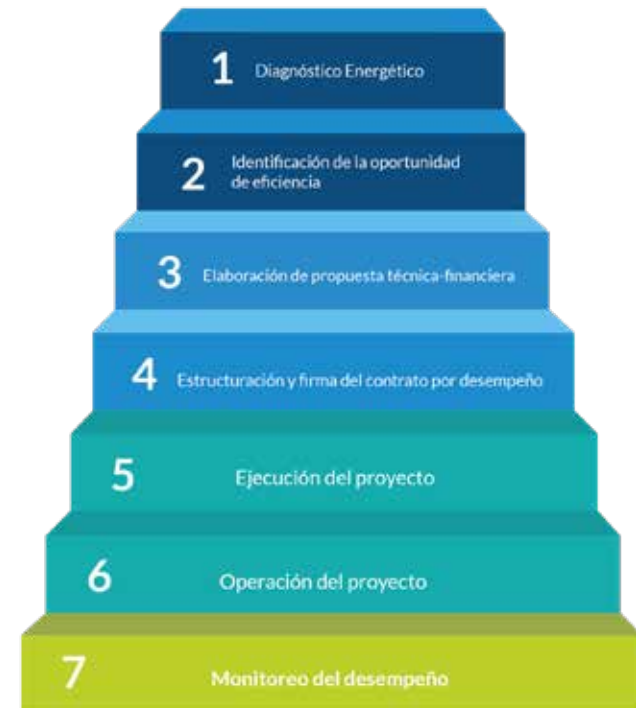 1 Diagnóstico Energético
2 Identificación de la oportunidad
de eficiencia
3 Elaboración de propuesta técnica-financiera
4 Estructuración y firma del contrato por desempeño
5 Ejecución del proyecto
6 Operación del proyecto
7 Monitoreo del desempeño